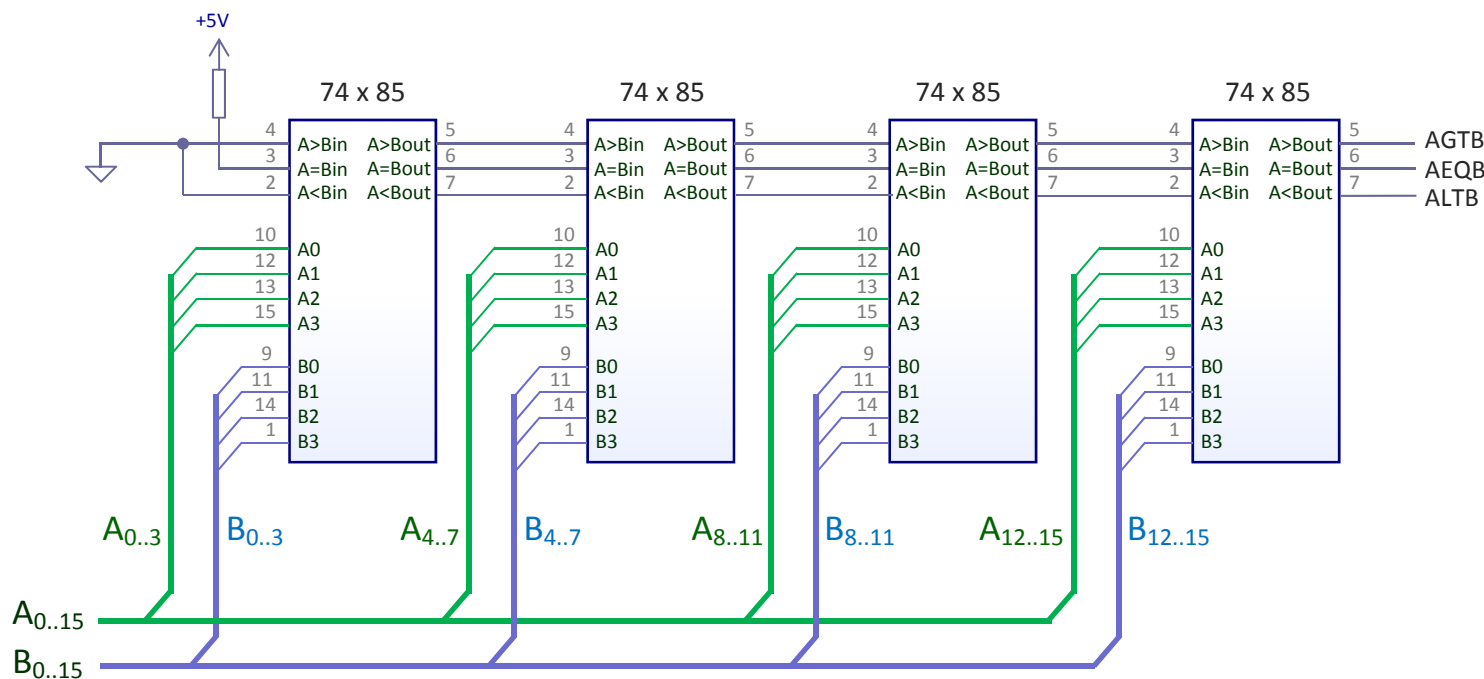 +5V
74 x 85 74 x 85 74 x 85 74 x 85
4 A>Bin A>Bout 5 4 A>Bin A>Bout 5 4 A>Bin A>Bout 5 4 A>Bin A>Bout 5 AGTB
3 A=Bin A=Bout 6 3 A=Bin A=Bout 6 3 A=Bin A=Bout 6 3 A=Bin A=Bout 6 AEQB
2 A<Bin A<Bout 7 2 A<Bin A<Bout 7 2 A<Bin A<Bout 7 2 A<Bin A<Bout 7 ALTB
10 A0 10 A0 10 A0 10 A0
12 A1 12 A1 12 A1 12 A1
13 A2 13 A2 13 A2 13 A2
15 A3 15 A3 15 A3 15 A3
9 B0 9 B0 9 B0 9 B0
11 B1 11 B1 11 B1 11 B1
14 B2 14 B2 14 B2 14 B2
1 B3 1 B3 1 B3 1 B3
A0..3 B0..3 A4..7 B4..7 A8..11 B8..11 A12..15 B12..15
A0..15
B0..15